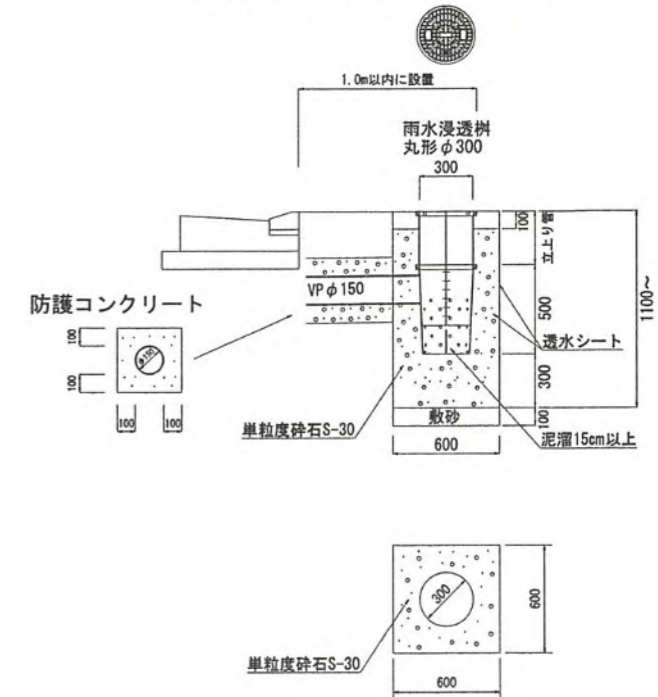 1.0m以内に設置
雨水浸透桝
丸形φ300
300
100
立上り管
VPφ150
500
1100~
防護コンクリート
100
φ150
100
透水シート
300
100
100
単粒度砕石S-30
敷砂
100
泥溜15cm以上
600
300
600
単粒度砕石S-30
600